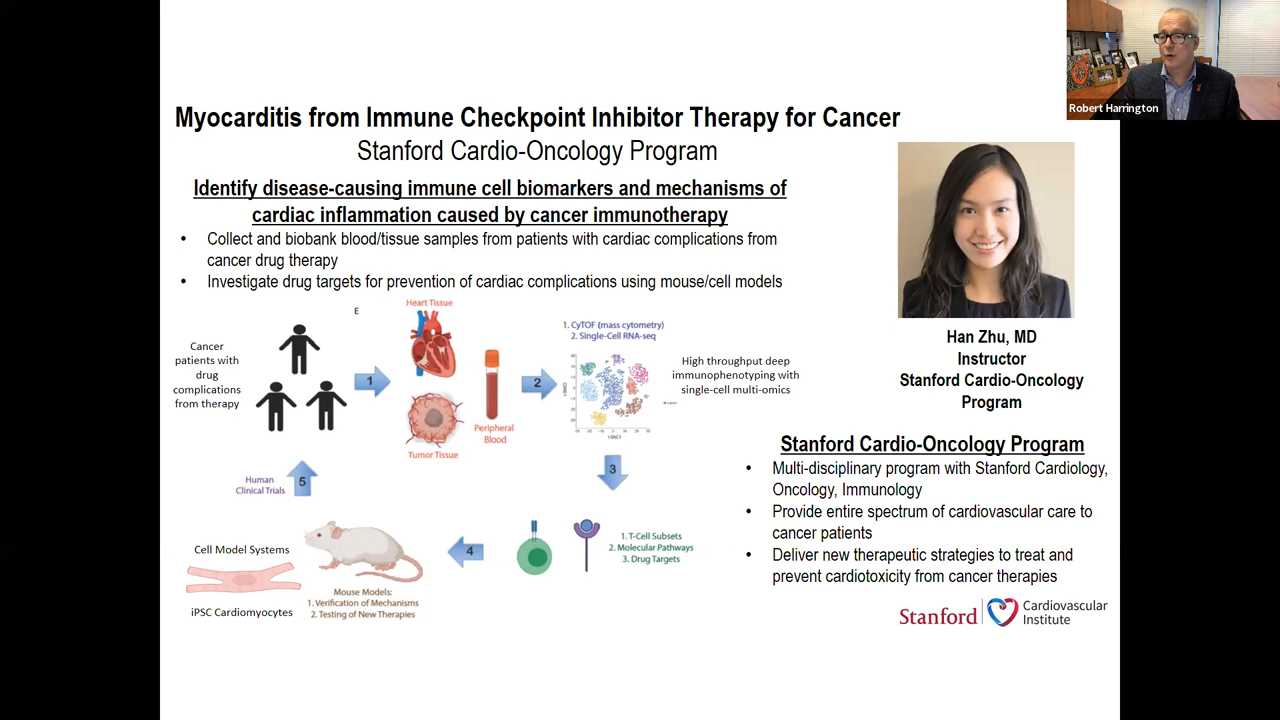 Robert Harrington
Myocarditis from Immune Checkpoint Inhibitor Therapy for Cancer
Stanford Cardio-Oncology Program
Identify disease-causing immune cell biomarkers and mechanisms of
cardiac inflammation caused by cancer immunotherapy
• Collect and biobank blood/tissue samples from patients with cardiac complications from
cancer drug therapy
• Investigate drug targets for prevention of cardiac complications using mouse/cell models
E
Cancer
patients with
drug
complications
from therapy
1
Heart Tissue
Tumor Tissue
Peripheral
Blood
2
1. CyTOF (mass cytometry)
2. Single-Cell RNA-seq
tSNE1
High throughput deep
immunophenotyping with
single-cell multi-omics
3
1. T-Cell Subsets
2. Molecular Pathways
3. Drug Targets
4
Mouse Models:
1. Verification of Mechanisms
2. Testing of New Therapies
Cell Model Systems
iPSC Cardiomyocytes
5
Human
Clinical Trials
Han Zhu, MD
Instructor
Stanford Cardio-Oncology
Program
Stanford Cardio-Oncology Program
• Multi-disciplinary program with Stanford Cardiology,
Oncology, Immunology
• Provide entire spectrum of cardiovascular care to
cancer patients
• Deliver new therapeutic strategies to treat and
prevent cardiotoxicity from cancer therapies
Stanford
Cardiovascular
Institute